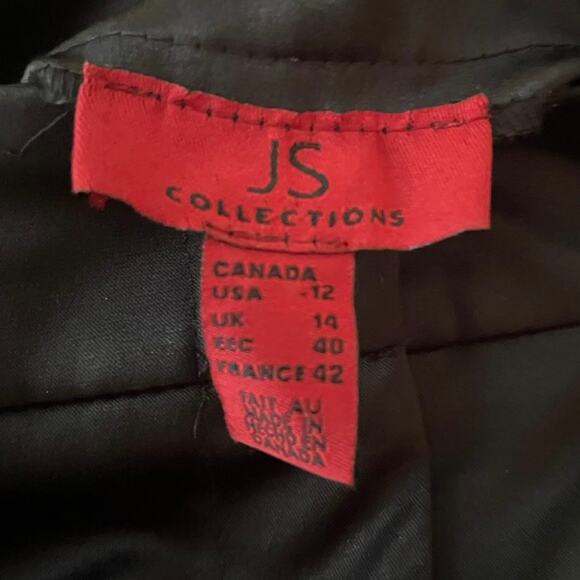 JS
COLLECTIONS
CANADA
USA -12
UK 14
EEC 40
FRANCE 42
FAIT AU
MADE IN
CANADA